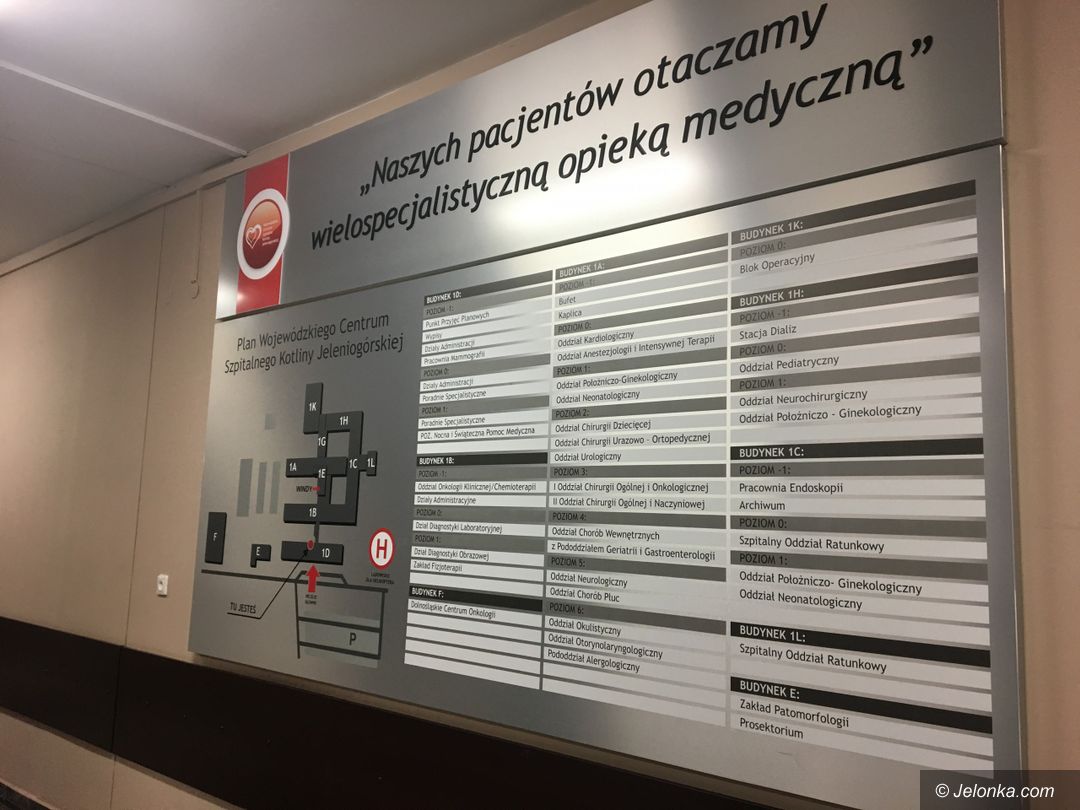 „Naszych pacjentów otaczamy
wielospecjalistyczną opieką medyczną”
Plan Wojewódzkiego Centrum
Szpitalnego Kotliny Jeleniogórskiej
1K
1H
1G
1A
1E
1C
1L
WINDY
1B
F
E
1D
H
TU JESTEŚ
P
BUDYNEK 1D:
POZIOM -1:
Punkt Przyjęć Planowych
Wypisy
Działy Administracji
Pracownia Mammografii
POZIOM 0:
Działy Administracji
Poradnie Specjalistyczne
POZIOM 1:
Poradnie Specjalistyczne
POZ, Nocna i Świąteczna Pomoc Medyczna
BUDYNEK 1B:
POZIOM -1:
Oddział Onkologii Klinicznej/Chemioterapii
Działy Administracyjne
POZIOM 0:
Dział Diagnostyki Laboratoryjnej
POZIOM 1:
Dział Diagnostyki Obrazowej
Zakład Fizjoterapii
BUDYNEK F:
Dolnośląskie Centrum Onkologii
BUDYNEK 1A:
POZIOM -1:
Bufet
Kaplica
POZIOM 0:
Oddział Kardiologiczny
Oddział Anestezjologii i Intensywnej Terapii
POZIOM 1:
Oddział Położniczo-Ginekologiczny
Oddział Neonatologiczny
POZIOM 2:
Oddział Chirurgii Dziecięcej
Oddział Chirurgii Urazowo - Ortopedycznej
Oddział Urologiczny
POZIOM 3:
I Oddział Chirurgii Ogólnej i Onkologicznej
II Oddział Chirurgii Ogólnej i Naczyniowej
POZIOM 4:
Oddział Chorób Wewnętrznych
z Pododdziałem Geriatrii i Gastroenterologii
POZIOM 5:
Oddział Neurologiczny
Oddział Chorób Płuc
POZIOM 6:
Oddział Okulistyczny
Oddział Otorynolaryngologiczny
Pododdział Alergologiczny
BUDYNEK 1K:
POZIOM 0:
Blok Operacyjny
BUDYNEK 1H:
POZIOM -1:
Stacja Dializ
POZIOM 0:
Oddział Pediatryczny
POZIOM 1:
Oddział Neurochirurgiczny
Oddział Położniczo - Ginekologiczny
BUDYNEK 1C:
POZIOM -1:
Pracownia Endoskopii
Archiwum
POZIOM 0:
Szpitalny Oddział Ratunkowy
POZIOM 1:
Oddział Położniczo- Ginekologiczny
Oddział Neonatologiczny
BUDYNEK 1L:
Szpitalny Oddział Ratunkowy
BUDYNEK E:
Zakład Patomorfologii
Prosektorium
© Jelonka.com